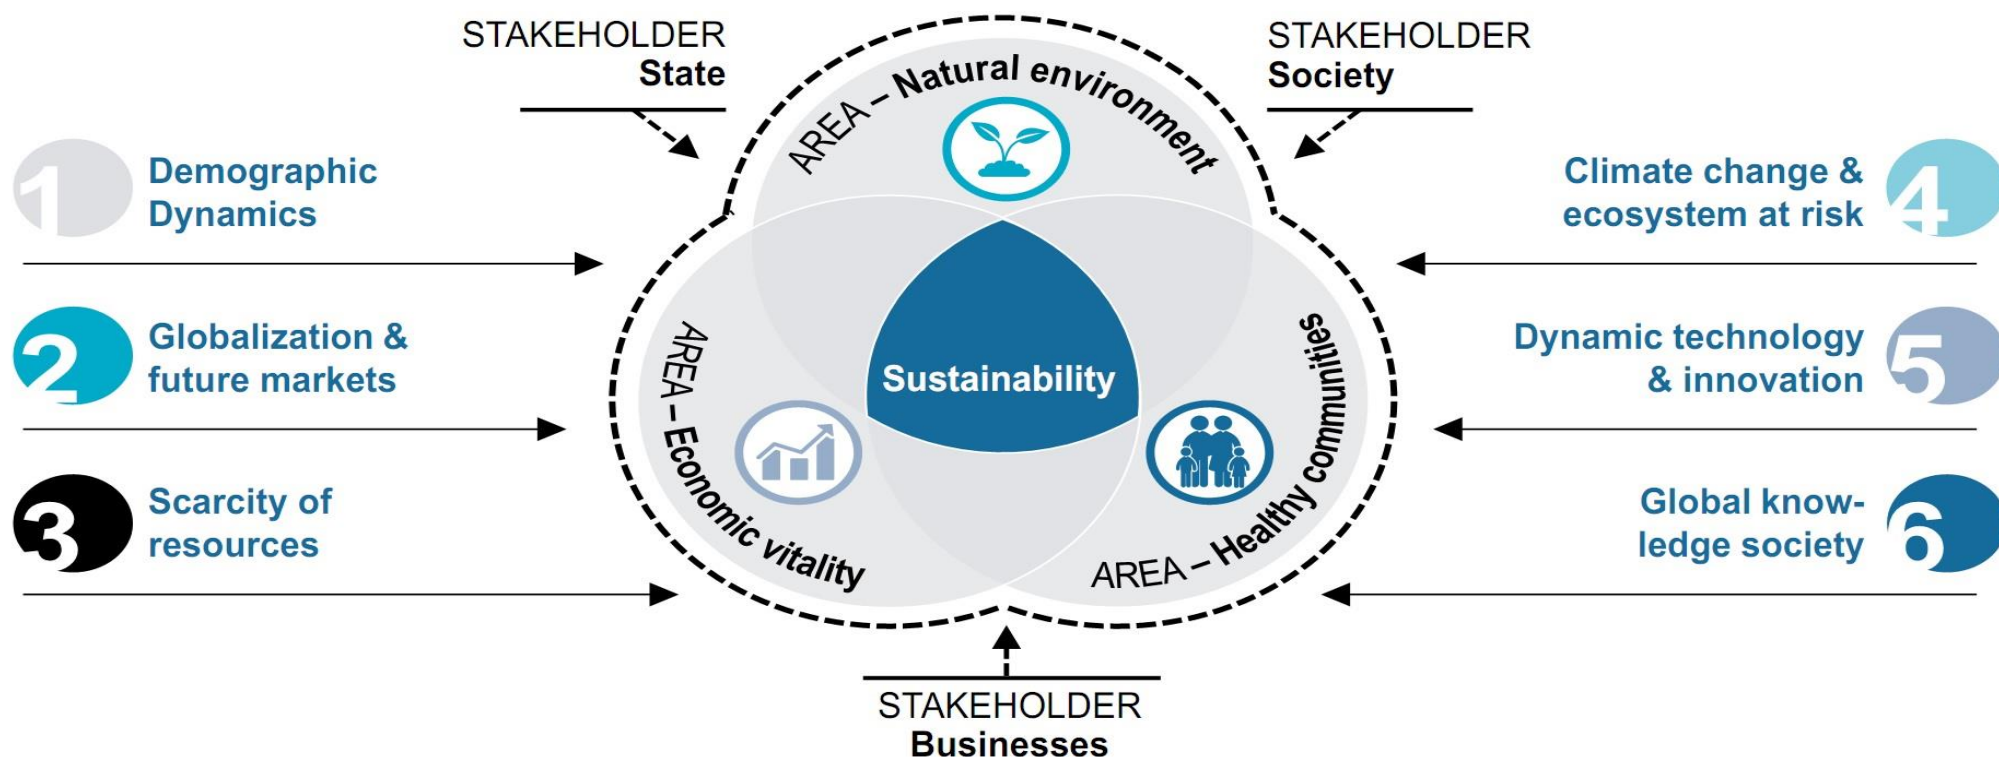 STAKEHOLDER
State
STAKEHOLDER
Society
AREA – Natural environment
1
Demographic
Dynamics
2
Globalization &
future markets
3
Scarcity of
resources
AREA – Economic vitality
Sustainability
AREA – Healthy communities
Climate change &
ecosystem at risk
4
Dynamic technology
& innovation
5
Global know-
ledge society
6
STAKEHOLDER
Businesses